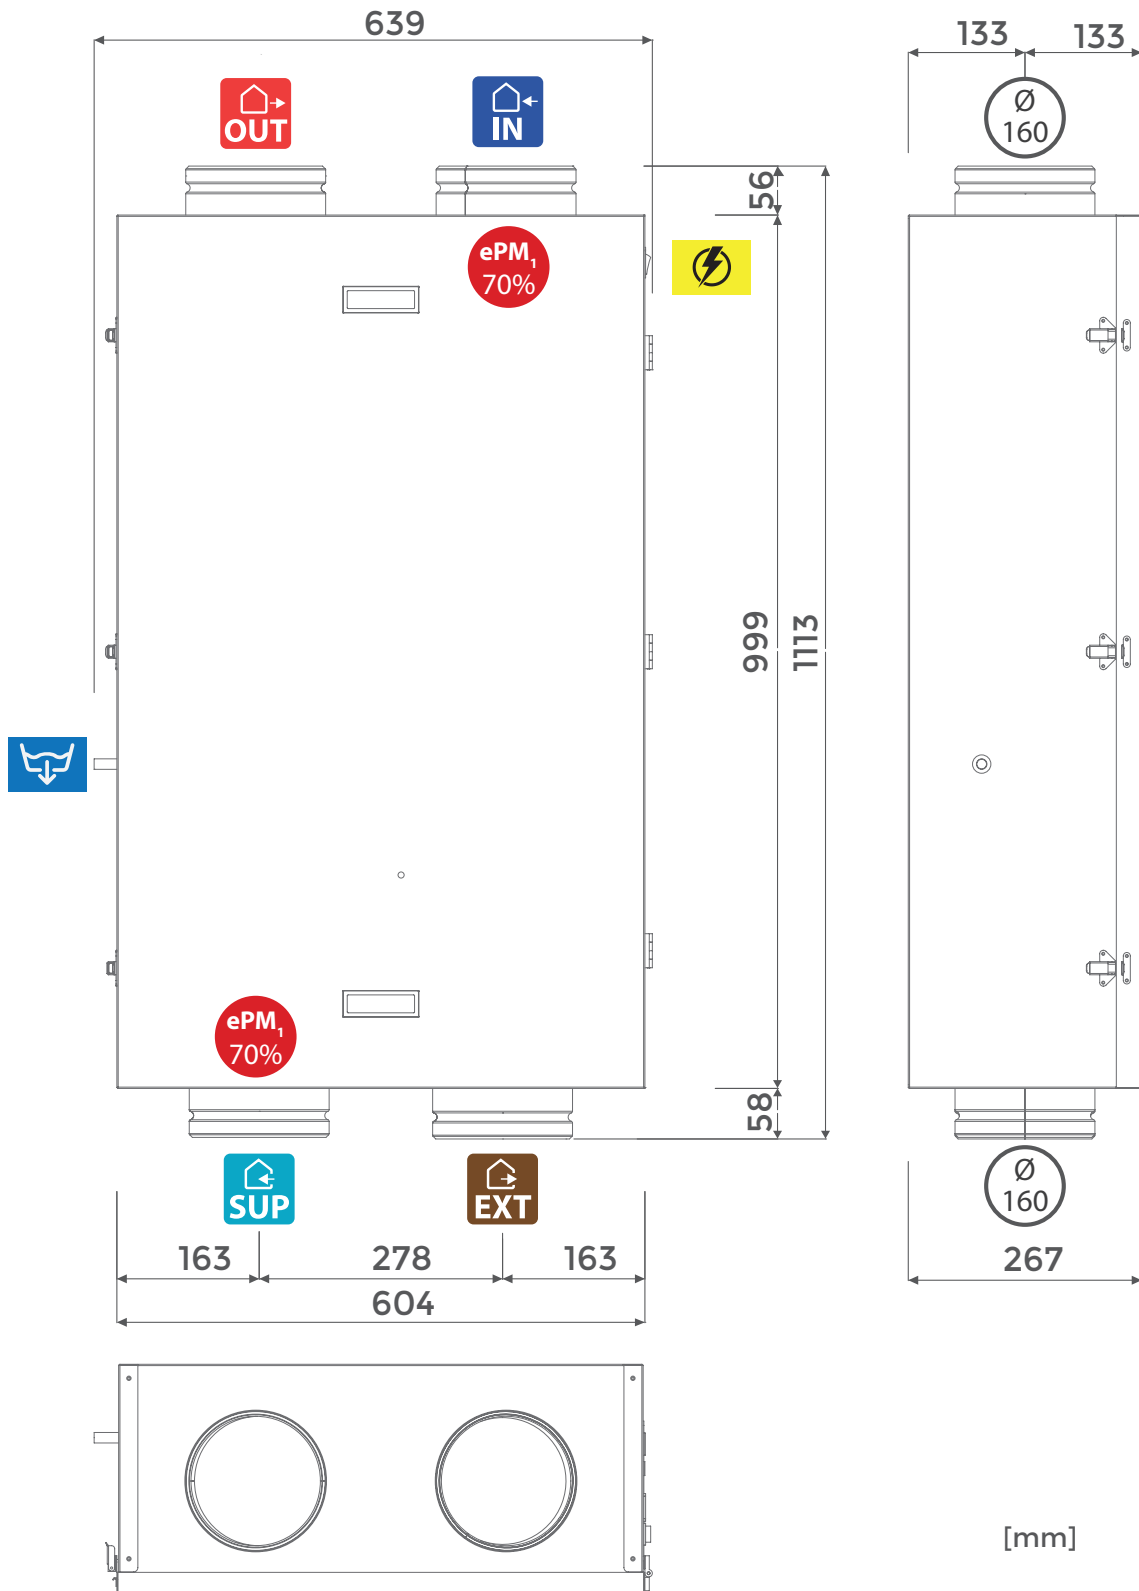 639
133
133
OUT
IN
Ø
160
56
ePM₁
70%
999
1113
ePM₁
70%
58
SUP
EXT
Ø
160
163
278
163
267
604
[mm]